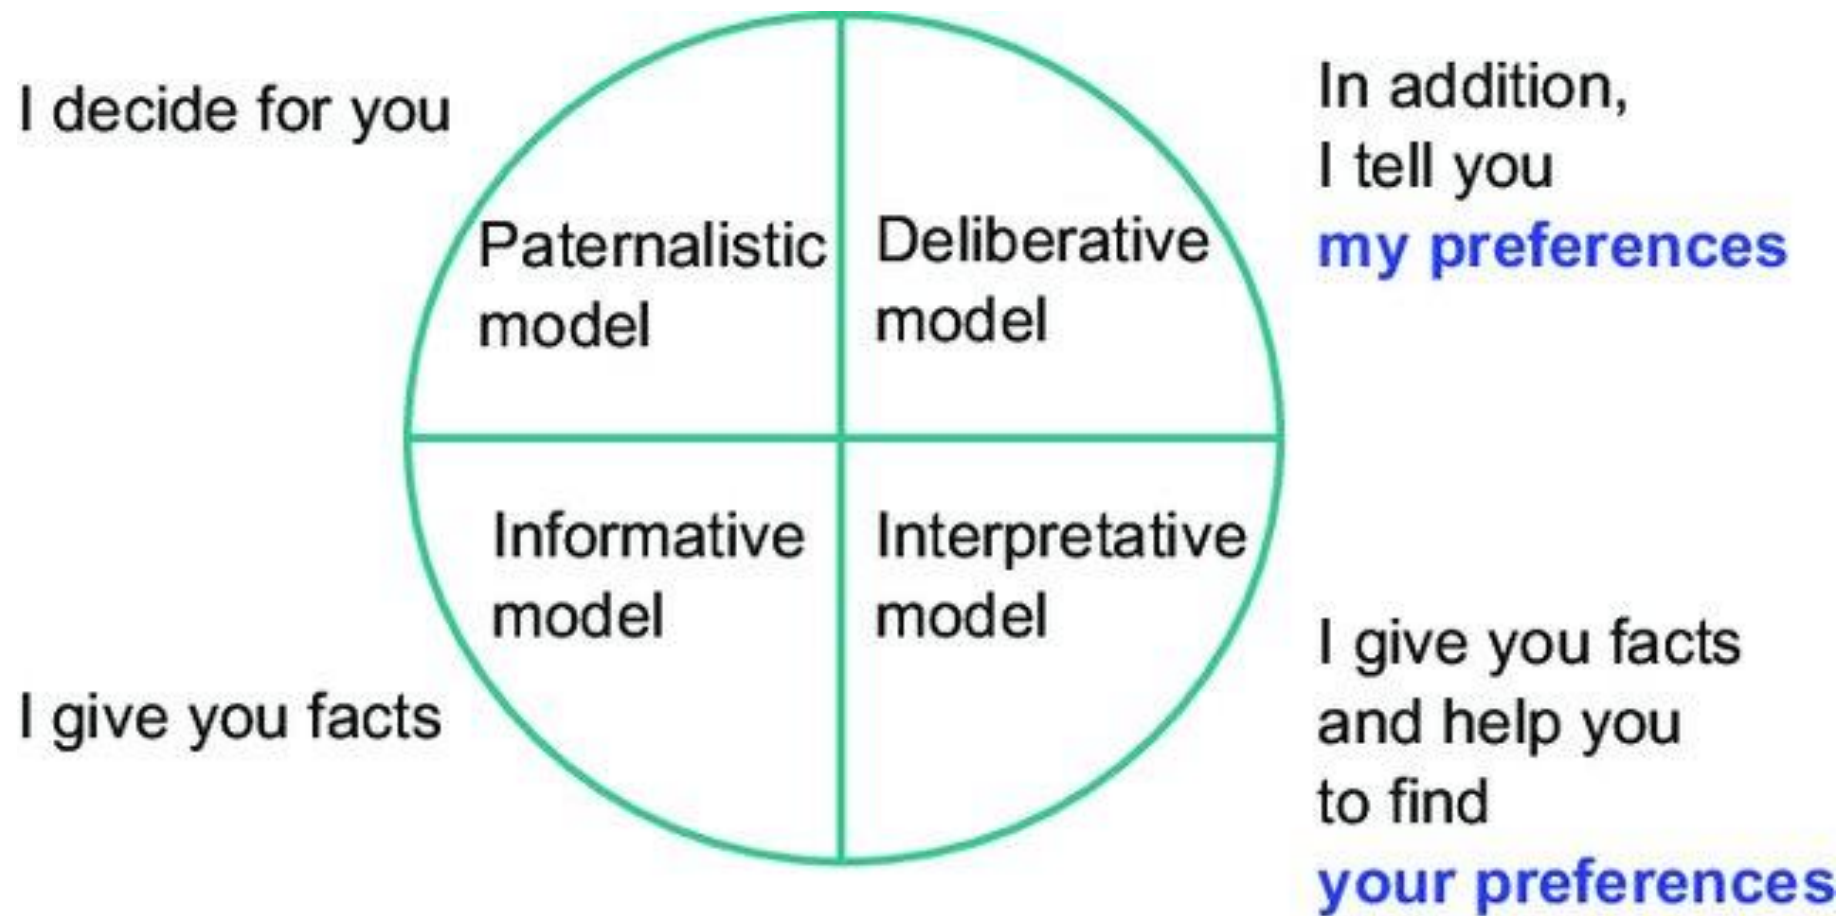 I decide for you
Paternalistic
model
Deliberative
model
In addition,
I tell you
my preferences
I give you facts
Informative
model
Interpretative
model
I give you facts
and help you
to find
your preferences